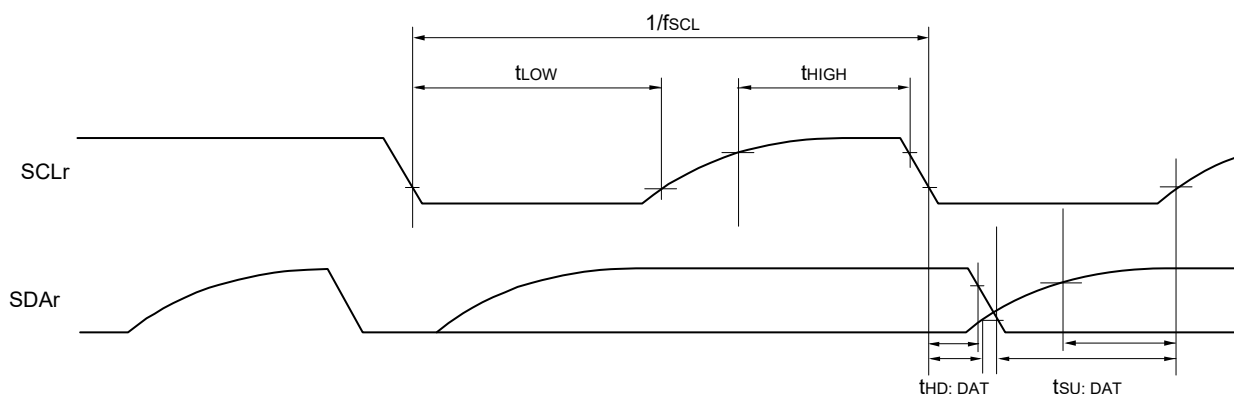 1/fSCL
tLOW
tHIGH
SCLr
SDAr
tHD: DAT
tSU: DAT